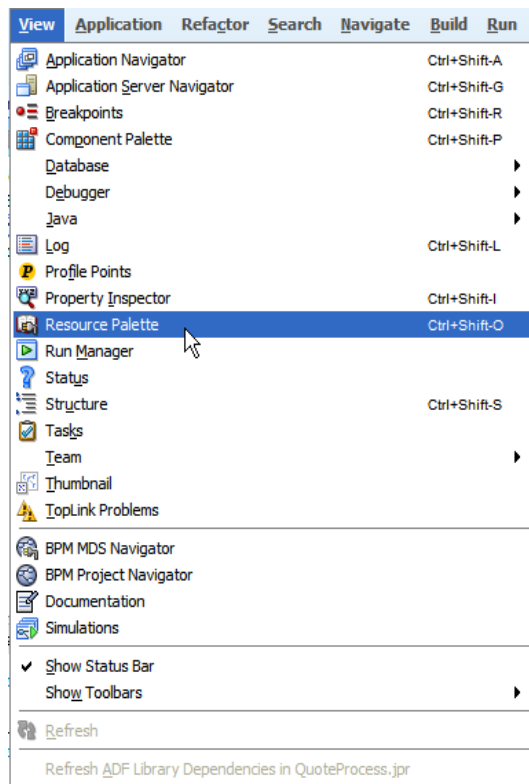 View Application Refactor Search Navigate Build Run
Application Navigator Ctrl+Shift-A
Application Server Navigator Ctrl+Shift-G
Breakpoints Ctrl+Shift-R
Component Palette Ctrl+Shift-P
Database
Debugger
Java
Log Ctrl+Shift-L
Profile Points
Property Inspector Ctrl+Shift-I
Resource Palette Ctrl+Shift-O
Run Manager
Status
Structure Ctrl+Shift-S
Tasks
Team
Thumbnail
TopLink Problems
BPM MDS Navigator
BPM Project Navigator
Documentation
Simulations
Show Status Bar
Show Toolbars
Refresh
Refresh ADF Library Dependencies in QuoteProcess.jpr